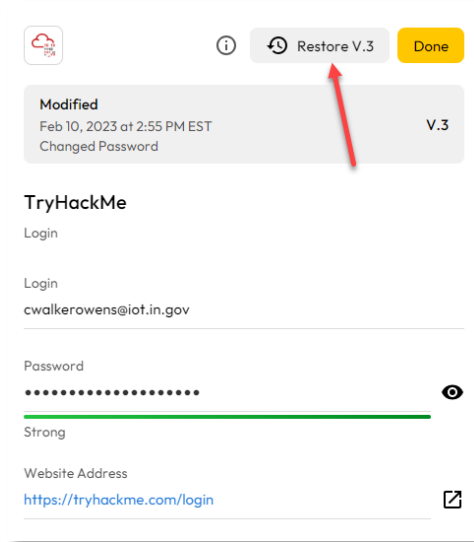 Restore V.3
Done
Modified
Feb 10, 2023 at 2:55 PM EST
V.3
Changed Password
TryHackMe
Login
Login
cwalkerowens@iot.in.gov
Password
••••••••••••••••••••
Strong
Website Address
https://tryhackme.com/login